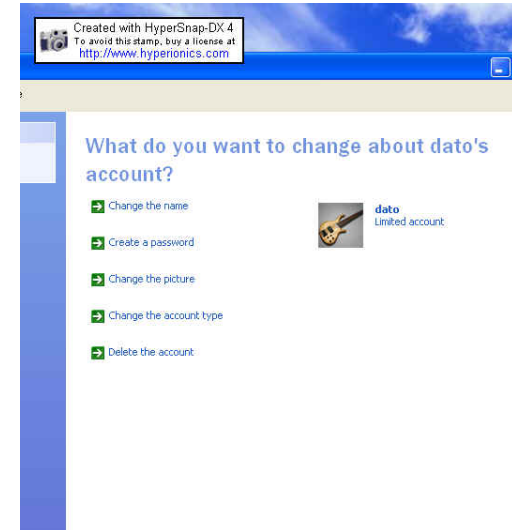 Created with HyperSnap-DX 4
To avoid this stamp, buy a license at
http://www.hyperionics.com
What do you want to change about dato's
account?
Change the name
dato
Limited account
Create a password
Change the picture
Change the account type
Delete the account